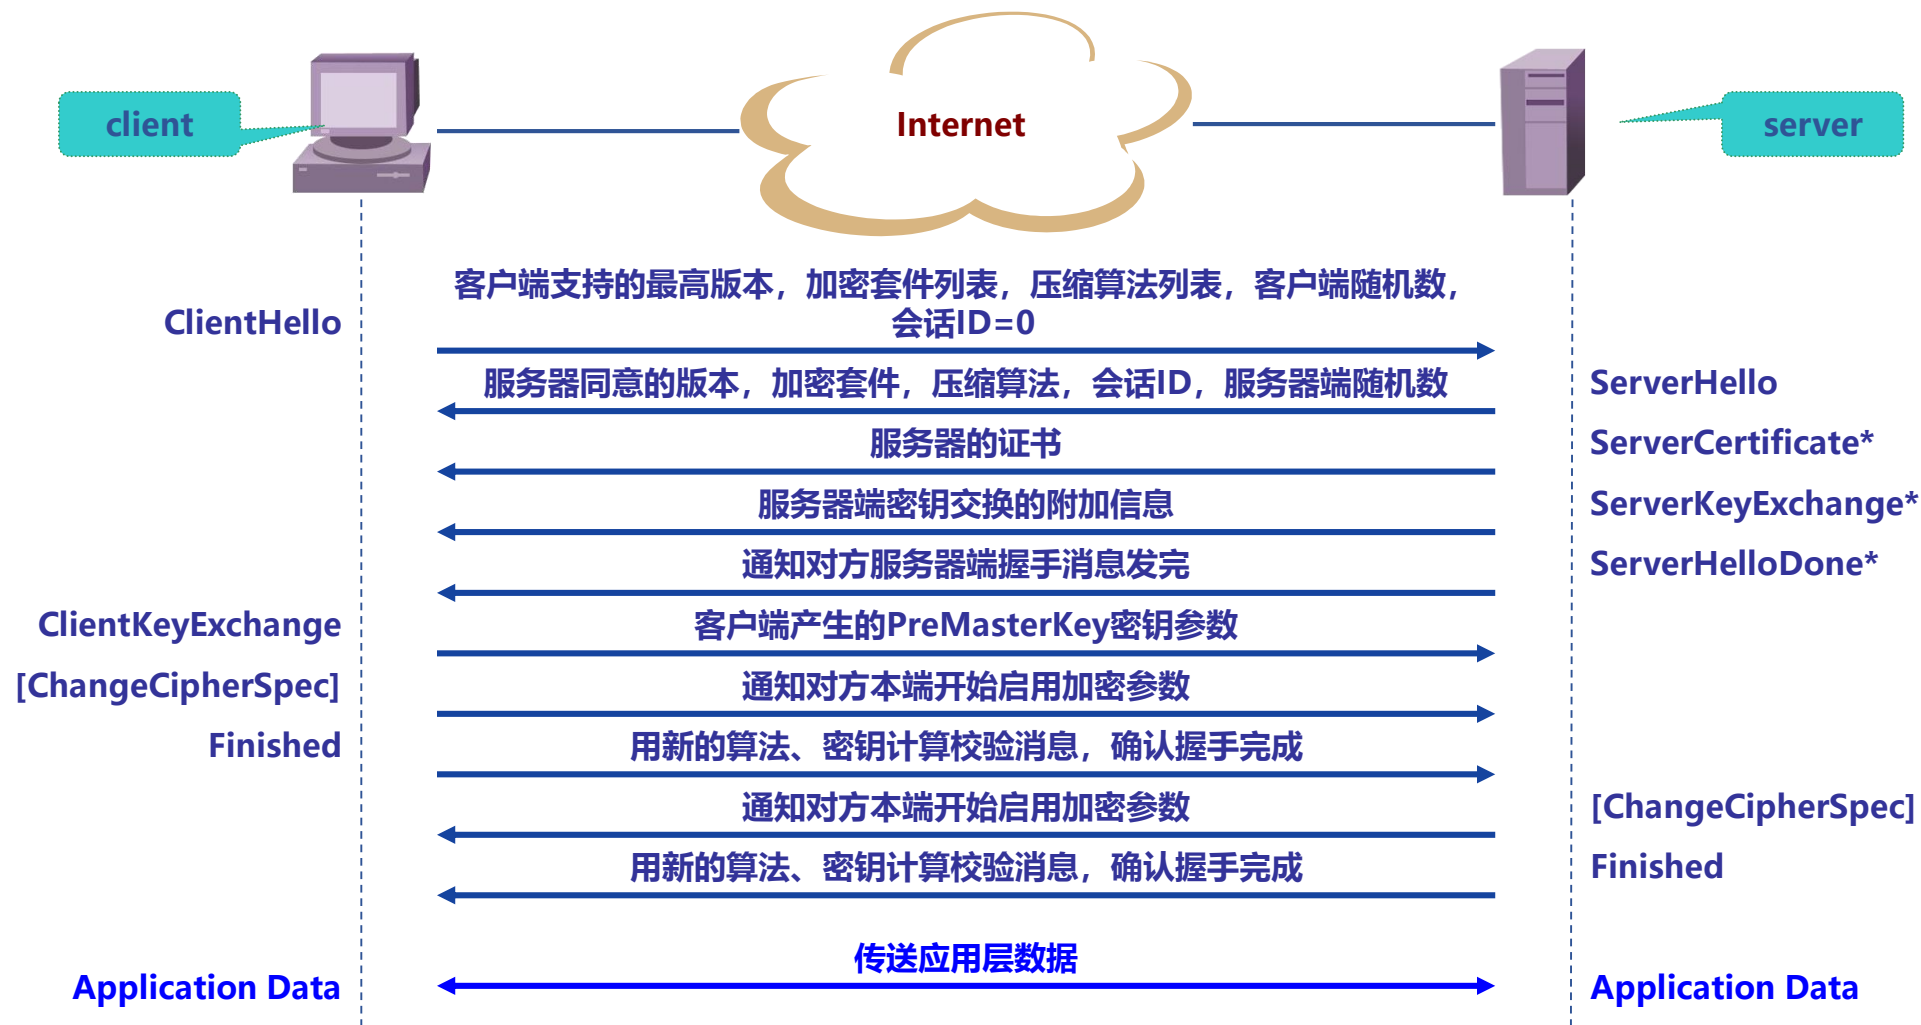 client
Internet
server
客户端支持的最高版本，加密套件列表，压缩算法列表，客户端随机数，
会话ID=0
ClientHello
服务器同意的版本，加密套件，压缩算法，会话ID，服务器端随机数
ServerHello
服务器的证书
ServerCertificate*
服务器端密钥交换的附加信息
ServerKeyExchange*
通知对方服务器端握手消息发完
ServerHelloDone*
ClientKeyExchange
客户端产生的PreMasterKey密钥参数
[ChangeCipherSpec]
通知对方本端开始启用加密参数
Finished
用新的算法、密钥计算校验消息，确认握手完成
通知对方本端开始启用加密参数
[ChangeCipherSpec]
用新的算法、密钥计算校验消息，确认握手完成
Finished
传送应用层数据
Application Data
Application Data